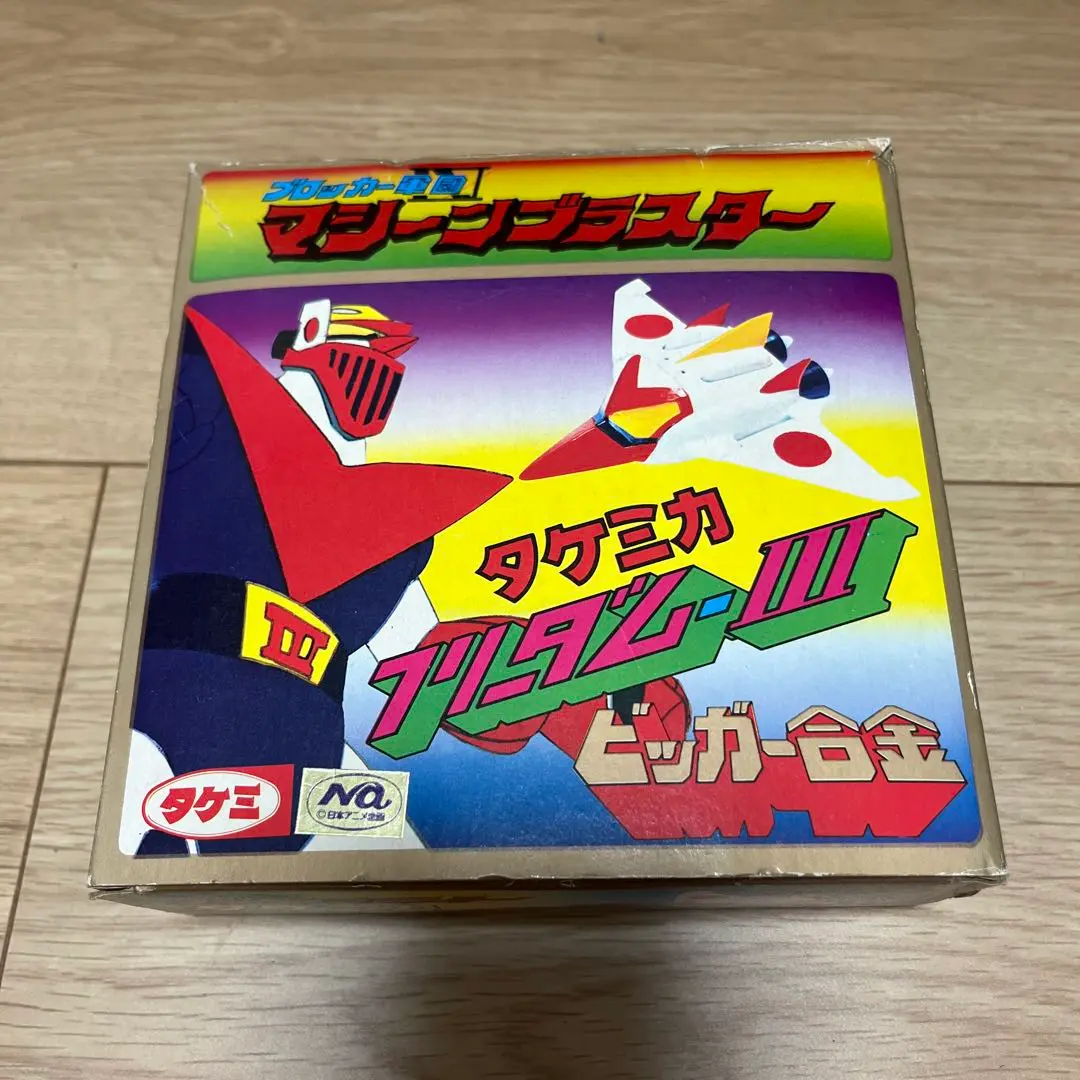 ブロッカー軍団Ⅳ
マシーンブラスター
タケミカ
フリーダム-III
III
ビッガー合金
タケミ
Na
©日本アニメ企画